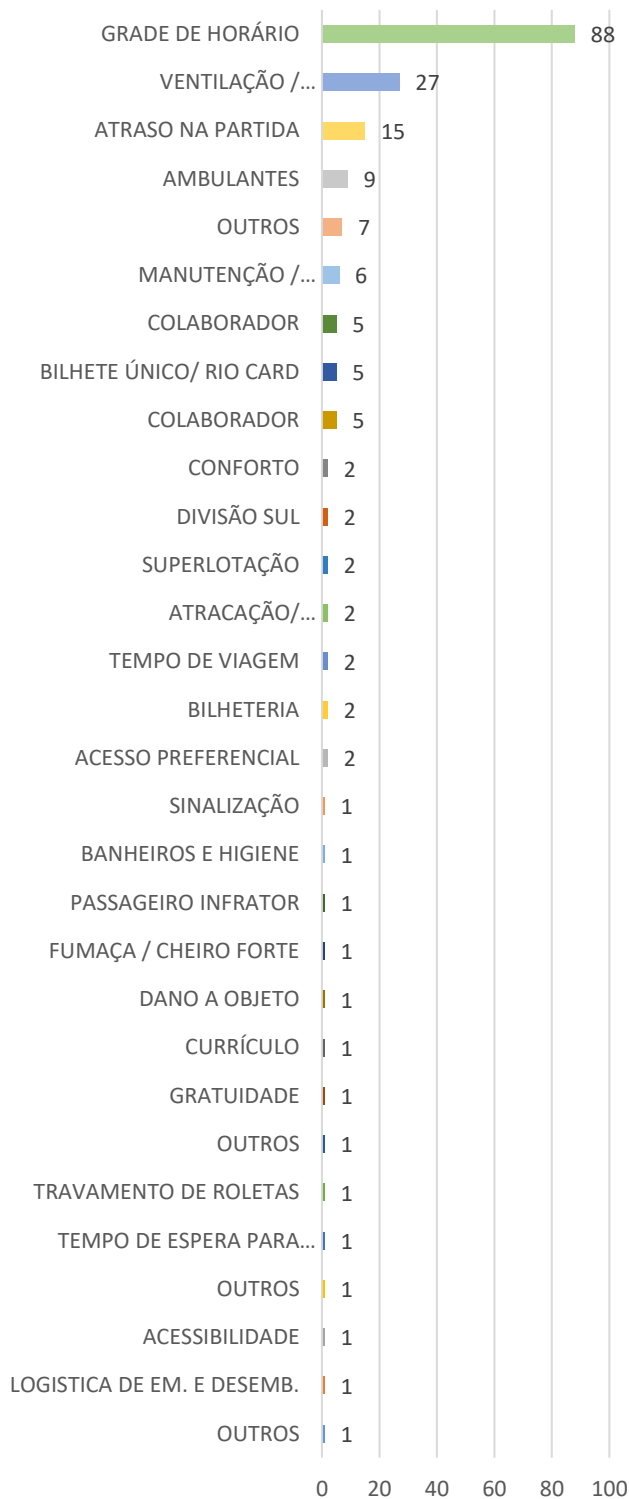 GRADE DE HORÁRIO 88
VENTILAÇÃO /… 27
ATRASO NA PARTIDA 15
AMBULANTES 9
OUTROS 7
MANUTENÇÃO /… 6
COLABORADOR 5
BILHETE ÚNICO/ RIO CARD 5
COLABORADOR 5
CONFORTO 2
DIVISÃO SUL 2
SUPERLOTAÇÃO 2
ATRACAÇÃO/… 2
TEMPO DE VIAGEM 2
BILHETERIA 2
ACESSO PREFERENCIAL 2
SINALIZAÇÃO 1
BANHEIROS E HIGIENE 1
PASSAGEIRO INFRATOR 1
FUMAÇA / CHEIRO FORTE 1
DANO A OBJETO 1
CURRÍCULO 1
GRATUIDADE 1
OUTROS 1
TRAVAMENTO DE ROLETAS 1
TEMPO DE ESPERA PARA… 1
OUTROS 1
ACESSIBILIDADE 1
LOGISTICA DE EM. E DESEMB. 1
OUTROS 1
0 20 40 60 80 100